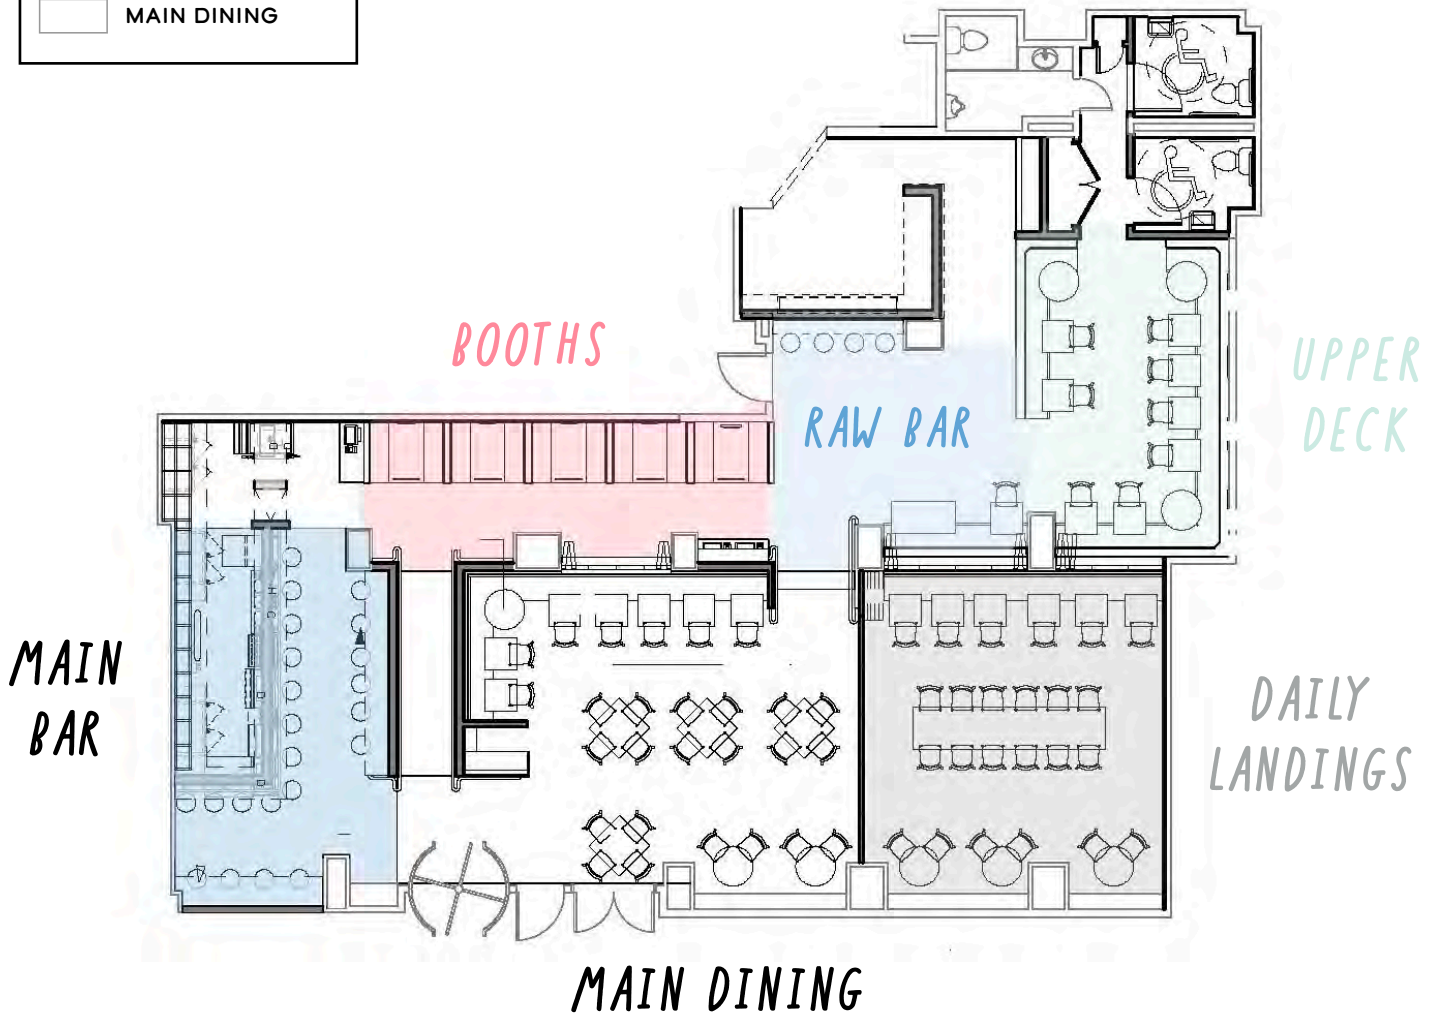 MAIN DINING
BOOTHS
RAW BAR
UPPER
DECK
MAIN
BAR
DAILY
LANDINGS
MAIN DINING